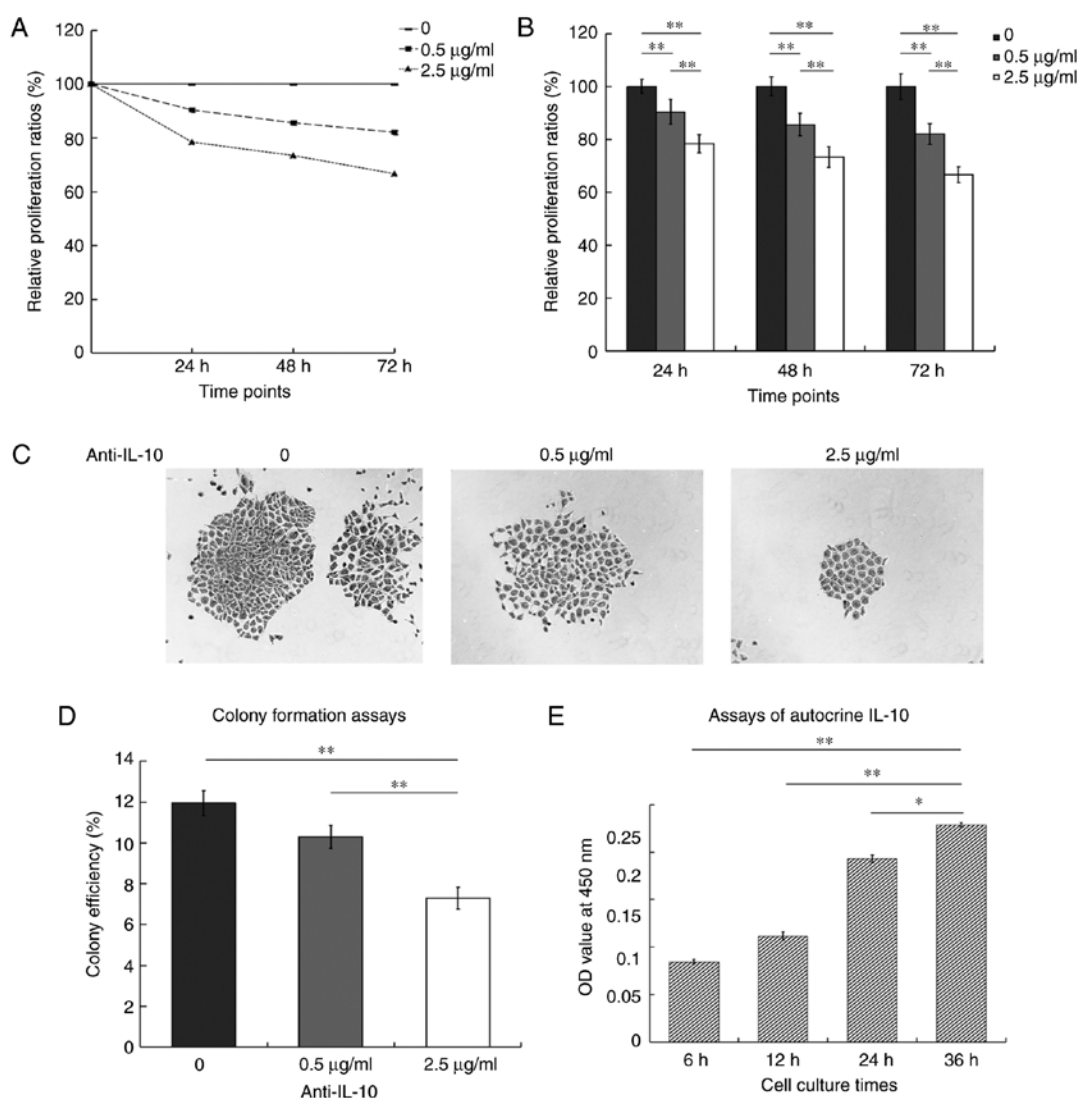 A
120
100
80
60
40
20
0
Relative proliferation ratios (%)
24 h
48 h
72 h
Time points
0
0.5 μg/ml
2.5 μg/ml
B
120
100
80
60
40
20
0
Relative proliferation ratios (%)
** ** **
** ** **
** ** **
24 h
48 h
72 h
Time points
0
0.5 μg/ml
2.5 μg/ml
C
Anti-IL-10
0
0.5 μg/ml
2.5 μg/ml
D
Colony formation assays
**
**
14
12
10
8
6
4
2
0
Colony efficiency (%)
0
0.5 μg/ml
2.5 μg/ml
Anti-IL-10
E
Assays of autocrine IL-10
**
**
*
0.25
0.2
0.15
0.1
0.05
0
OD value at 450 nm
6 h
12 h
24 h
36 h
Cell culture times